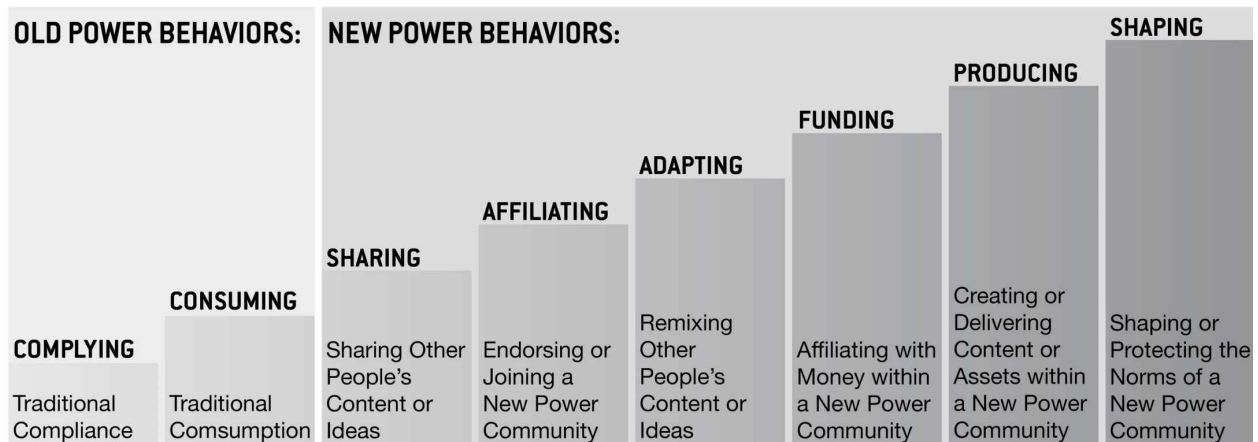 OLD POWER BEHAVIORS:
COMPLYING
Traditional
Compliance
CONSUMING
Traditional
Comsumption
NEW POWER BEHAVIORS:
SHARING
Sharing Other
People's
Content or
Ideas
AFFILIATING
Endorsing or
Joining a
New Power
Community
ADAPTING
Remixing
Other
People's
Content or
Ideas
FUNDING
Affiliating with
Money within
a New Power
Community
PRODUCING
Creating or
Delivering
Content or
Assets within
a New Power
Community
SHAPING
Shaping or
Protecting the
Norms of a
New Power
Community